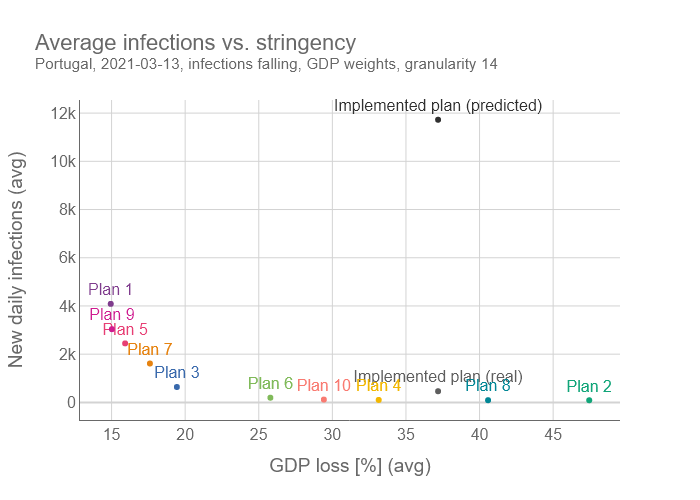 Average infections vs. stringency
Portugal, 2021-03-13, infections falling, GDP weights, granularity 14
Implemented plan (predicted)
12k
10k
8k
6k
4k
2k
0
New daily infections (avg)
Plan 1
Plan 9
Plan 5
Plan 7
Plan 3
Plan 6
Plan 10
Plan 4
Implemented plan (real)
Plan 8
Plan 2
15
20
25
30
35
40
45
GDP loss [%] (avg)